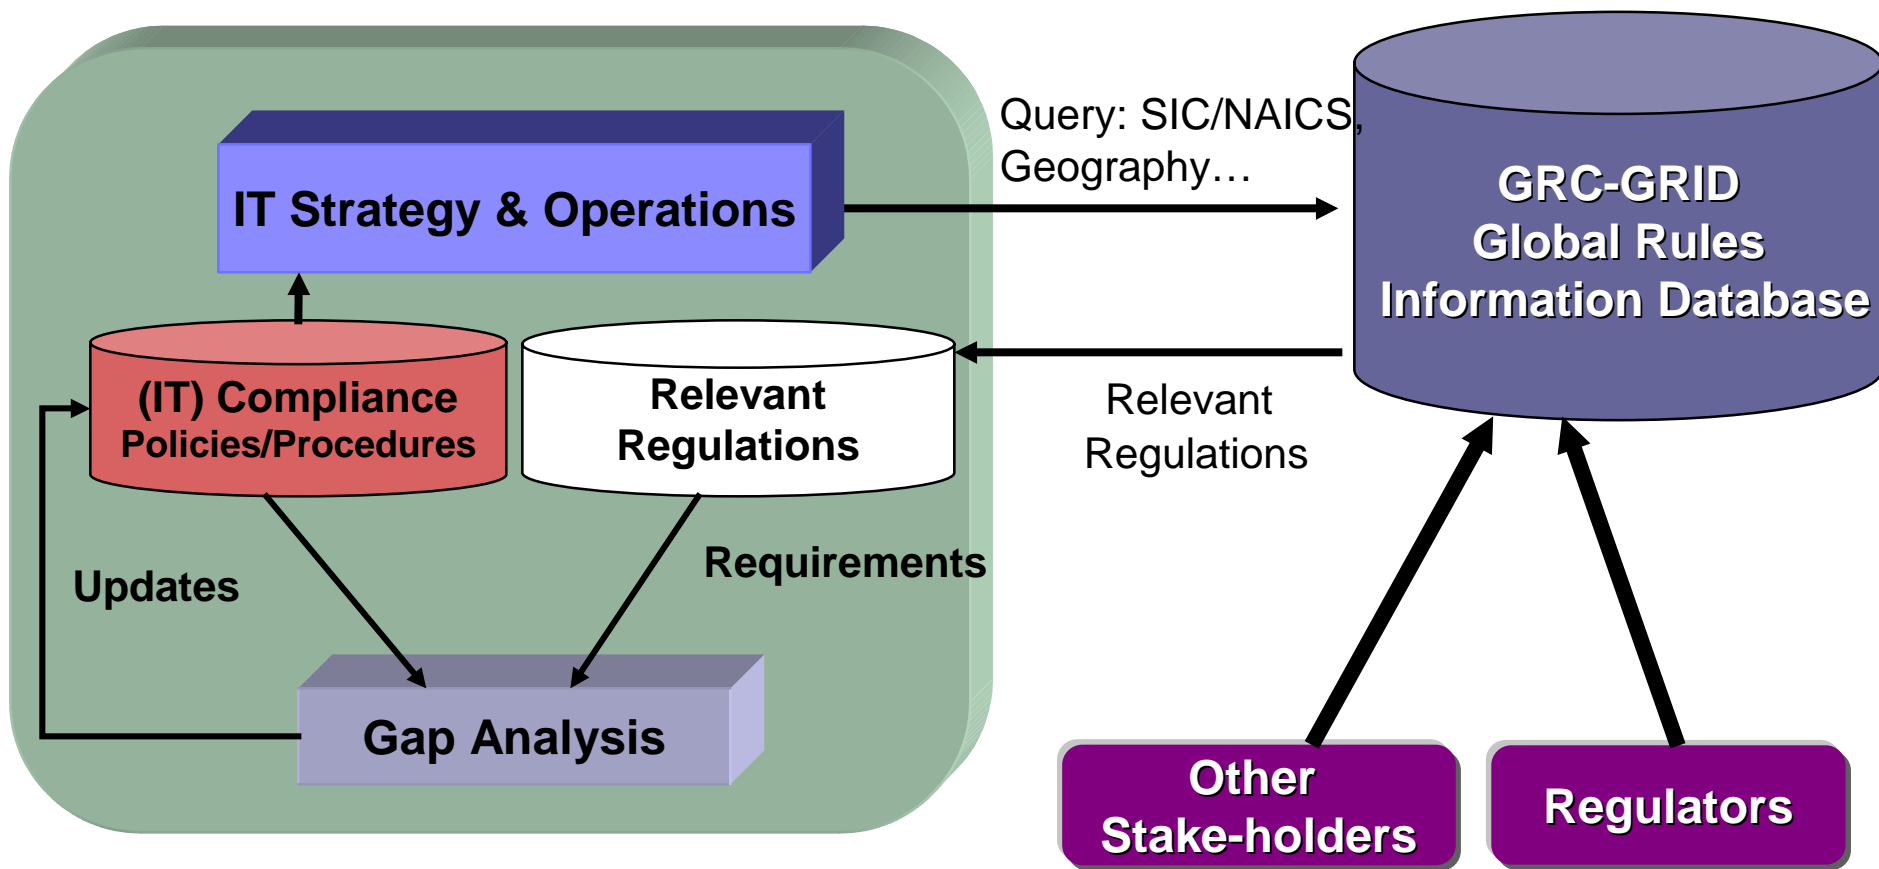 Query: SIC/NAICS,
Geography…
IT Strategy & Operations
GRC-GRID
Global Rules
Information Database
(IT) Compliance
Policies/Procedures
Relevant
Regulations
Relevant
Regulations
Updates
Requirements
Gap Analysis
Other
Stake-holders
Regulators